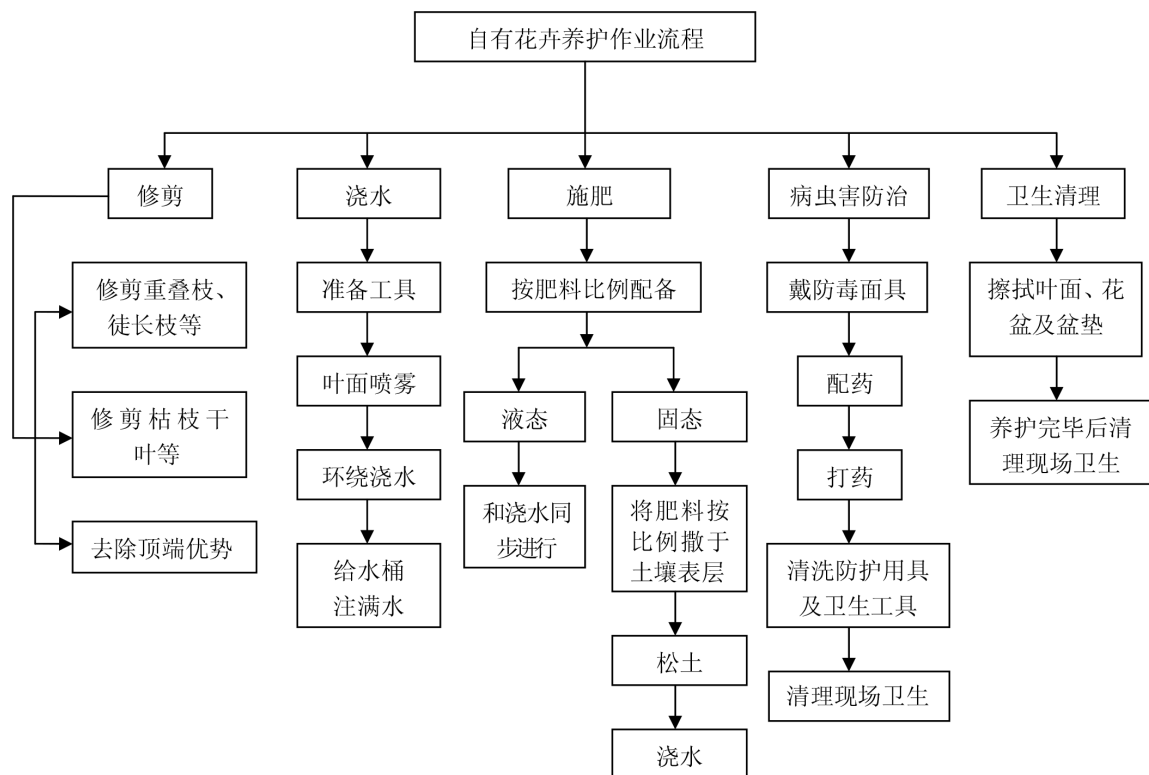 自有花卉养护作业流程
修剪
浇水
施肥
病虫害防治
卫生清理
修剪重叠枝、
徒长枝等
准备工具
按肥料比例配备
戴防毒面具
擦拭叶面、花
盆及盆垫
叶面喷雾
配药
修剪枯枝干
叶等
液态
固态
养护完毕后清
理现场卫生
环绕浇水
打药
和浇水同
步进行
将肥料按
比例撒于
土壤表层
去除顶端优势
给水桶
注满水
清洗防护用具
及卫生工具
松土
清理现场卫生
浇水